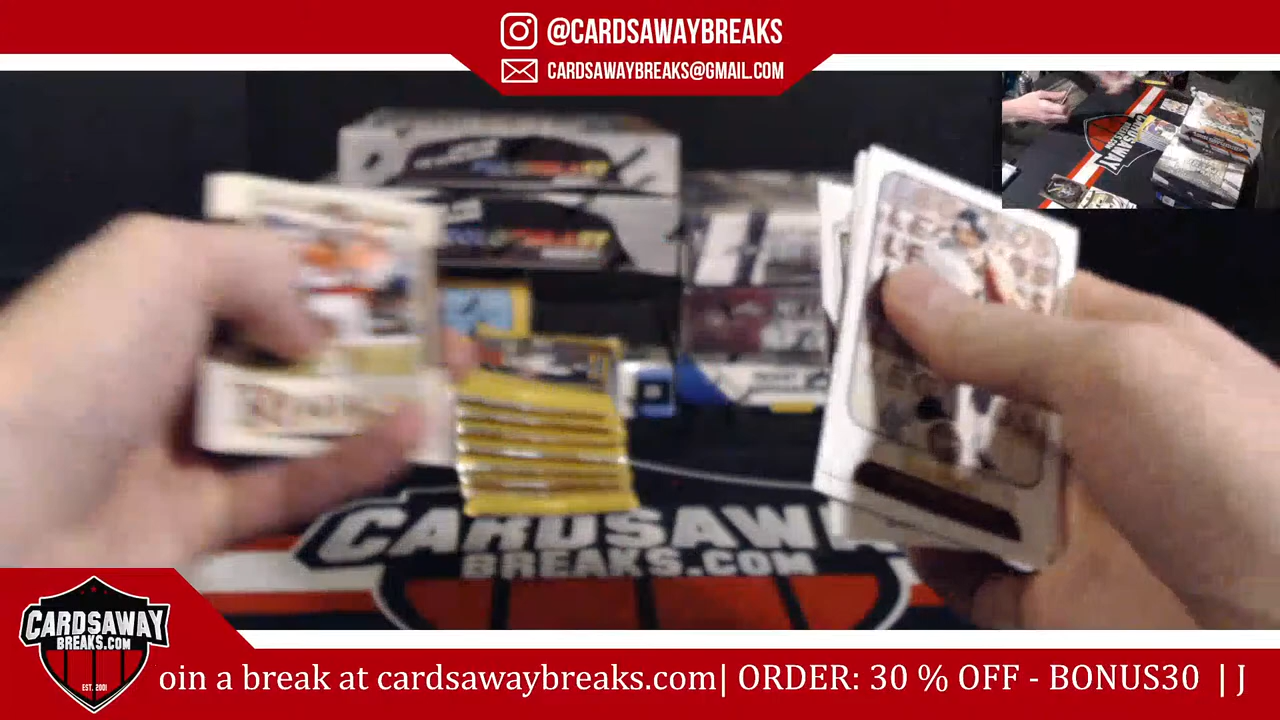 @CARDSAWAYBREAKS
CARDSAWAYBREAKS@GMAIL.COM
CARDSAWAY
CARDSAWA
BREAKS.COM
CARDSAWAY
BREAKS.COM
EST. 2001
oin a break at cardsawaybreaks.com| ORDER: 30 % OFF - BONUS30 | J